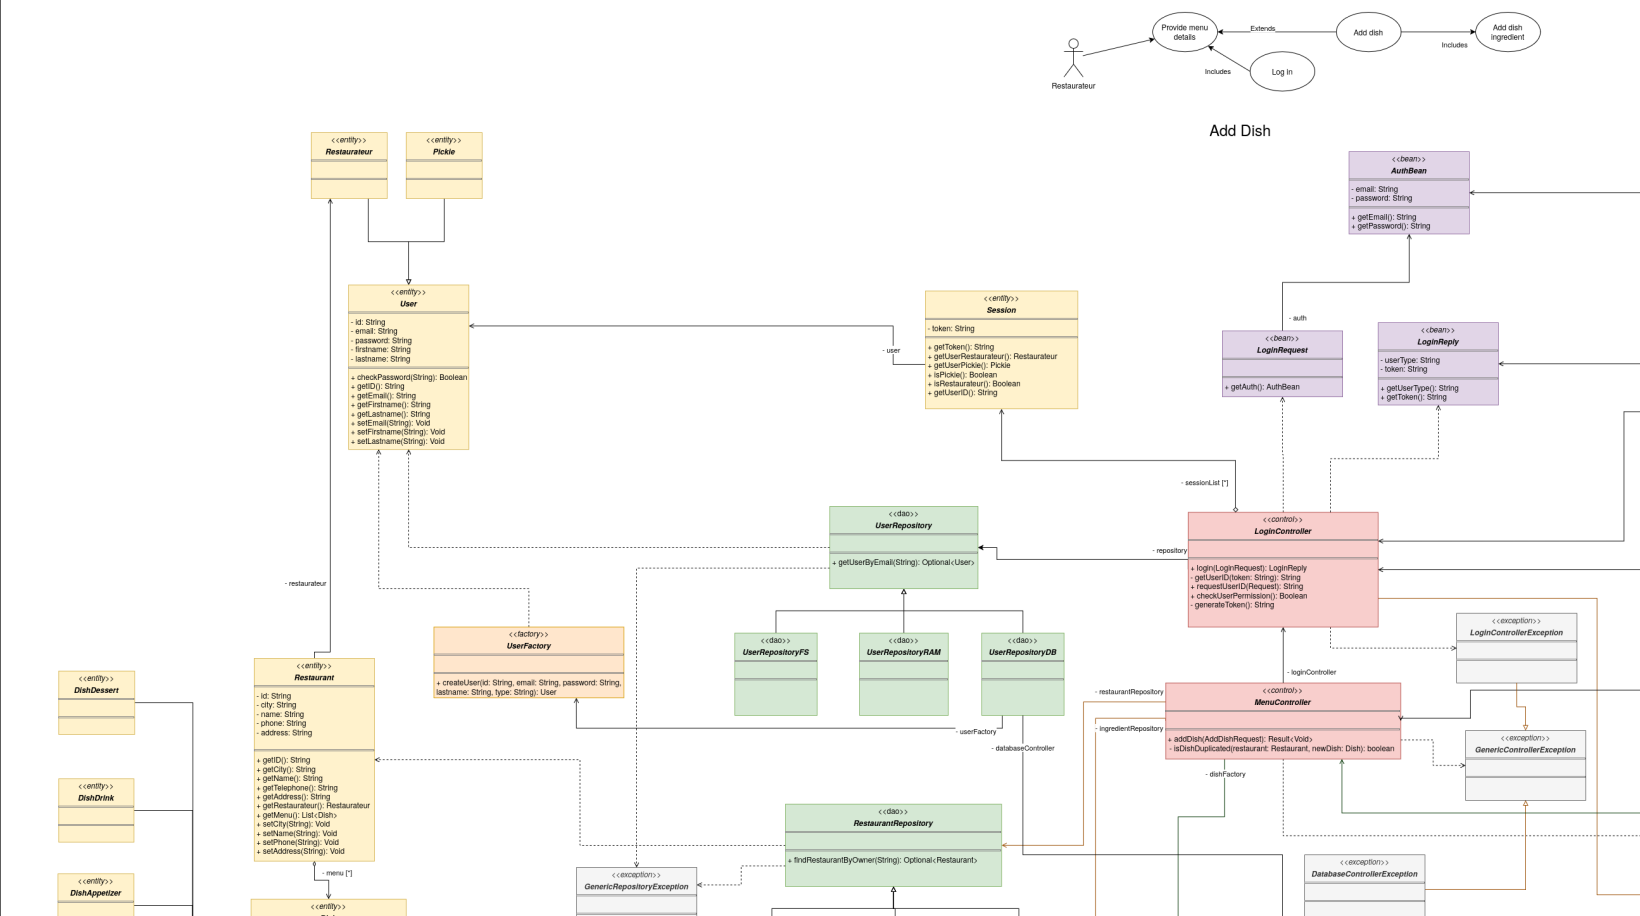 Provide menu
details
Extends
Add dish
Add dish
ingredient
Includes
Includes
Log in
Restaurateur
Add Dish
<<entity>>
Restaurateur
<<entity>>
Pickie
<<bean>>
AuthBean
- email: String
- password: String
+ getEmail(): String
+ getPassword(): String
<<entity>>
User
- id: String
- email: String
- password: String
- firstname: String
- lastname: String
+ checkPassword(String): Boolean
+ getID(): String
+ getEmail(): String
+ getFirstname(): String
+ getLastname(): String
+ setEmail(String): Void
+ setFirstname(String): Void
+ setLastname(String): Void
- user
<<entity>>
Session
- token: String
+ getToken(): String
+ getUserRestaurateur(): Restaurateur
+ getUserPickie(): Pickie
+ isPickie(): Boolean
+ isRestaurateur(): Boolean
+ getUserID(): String
- auth
<<bean>>
LoginRequest
+ getAuth(): AuthBean
<<bean>>
LoginReply
- userType: String
- token: String
+ getUserType(): String
+ getToken(): String
- sessionList [*]
<<dao>>
UserRepository
+ getUserByEmail(String): Optional<User>
- repository
<<control>>
LoginController
+ login(LoginRequest): LoginReply
- getUserID(token: String): String
+ requestUserID(Request): String
+ checkUserPermission(): Boolean
- generateToken(): String
- restaurateur
<<factory>>
UserFactory
+ createUser(id: String, email: String, password: String,
lastname: String, type: String): User
<<dao>>
UserRepositoryFS
<<dao>>
UserRepositoryRAM
<<dao>>
UserRepositoryDB
<<exception>>
LoginControllerException
- loginController
- userFactory
- databaseController
- restaurantRepository
- ingredientRepository
<<control>>
MenuController
+ addDish(AddDishRequest): Result<Void>
- isDishDuplicated(restaurant: Restaurant, newDish: Dish): boolean
- dishFactory
<<exception>>
GenericControllerException
<<entity>>
DishDessert
<<entity>>
Restaurant
- id: String
- city: String
- name: String
- phone: String
- address: String
+ getID(): String
+ getCity(): String
+ getName(): String
+ getTelephone(): String
+ getAddress(): String
+ getRestaurateur(): Restaurateur
+ getMenu(): List<Dish>
+ setCity(String): Void
+ setName(String): Void
+ setPhone(String): Void
+ setAddress(String): Void
- menu [*]
<<entity>>
DishDrink
<<entity>>
DishAppetizer
<<dao>>
RestaurantRepository
+ findRestaurantByOwner(String): Optional<Restaurant>
<<exception>>
GenericRepositoryException
<<exception>>
DatabaseControllerException
<<entity>>